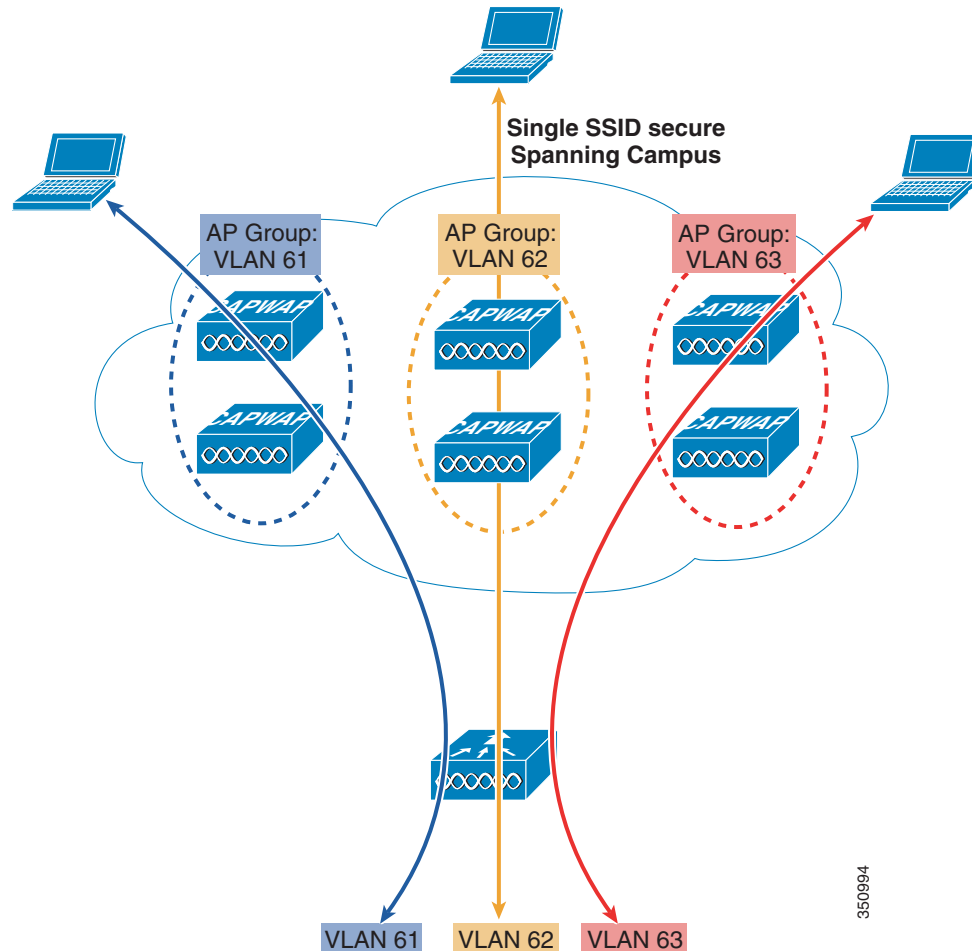 Single SSID secure
Spanning Campus
AP Group:
VLAN 61
AP Group:
VLAN 62
AP Group:
VLAN 63
CAPWAP
CAPWAP
CAPWAP
CAPWAP
CAPWAP
CAPWAP
VLAN 61
VLAN 62
VLAN 63
350994